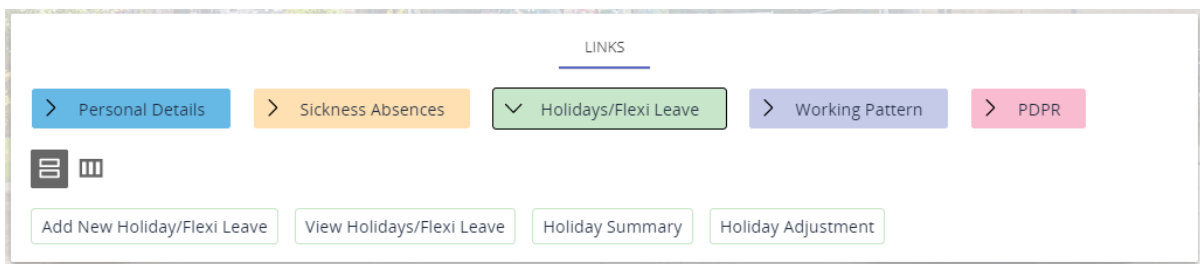 LINKS
Personal Details Sickness Absences Holidays/Flexi Leave Working Pattern PDPR
Add New Holiday/Flexi Leave View Holidays/Flexi Leave Holiday Summary Holiday Adjustment